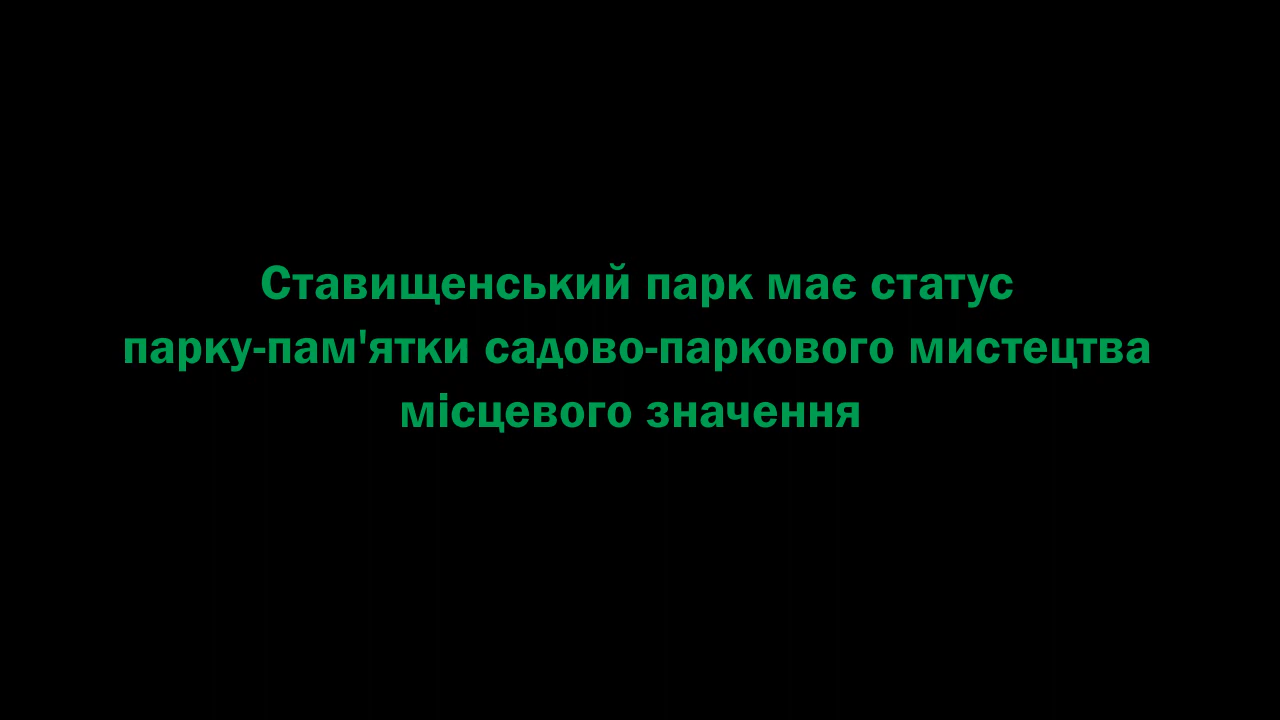 Ставищенський парк має статус
парку-пам'ятки садово-паркового мистецтва
місцевого значення